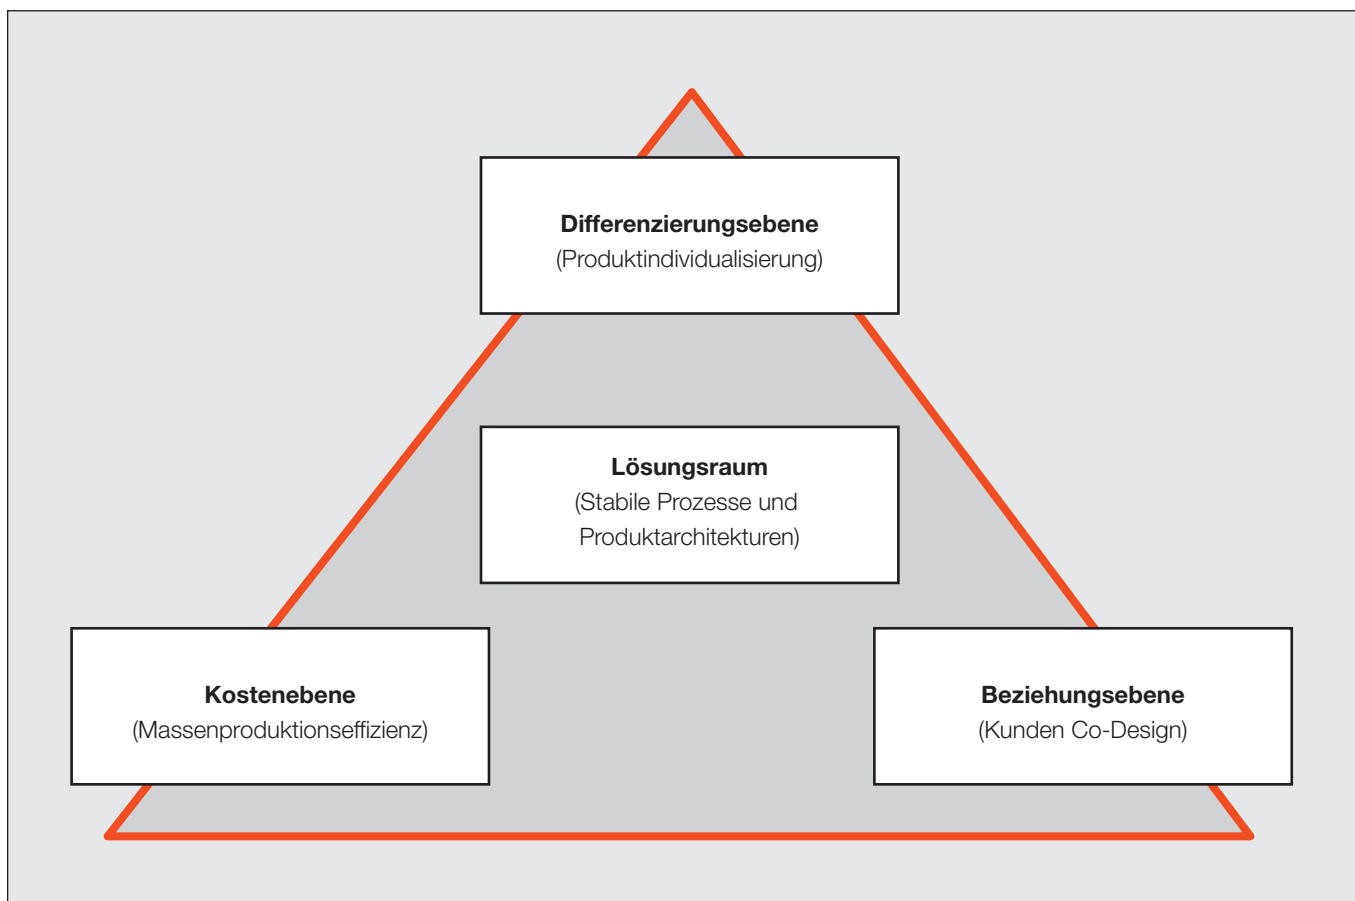 Differenzierungsebene
(Produktindividualisierung)
Lösungsraum
(Stabile Prozesse und
Produktarchitekturen)
Kostenebene
(Massenproduktionseffizienz)
Beziehungsebene
(Kunden Co-Design)